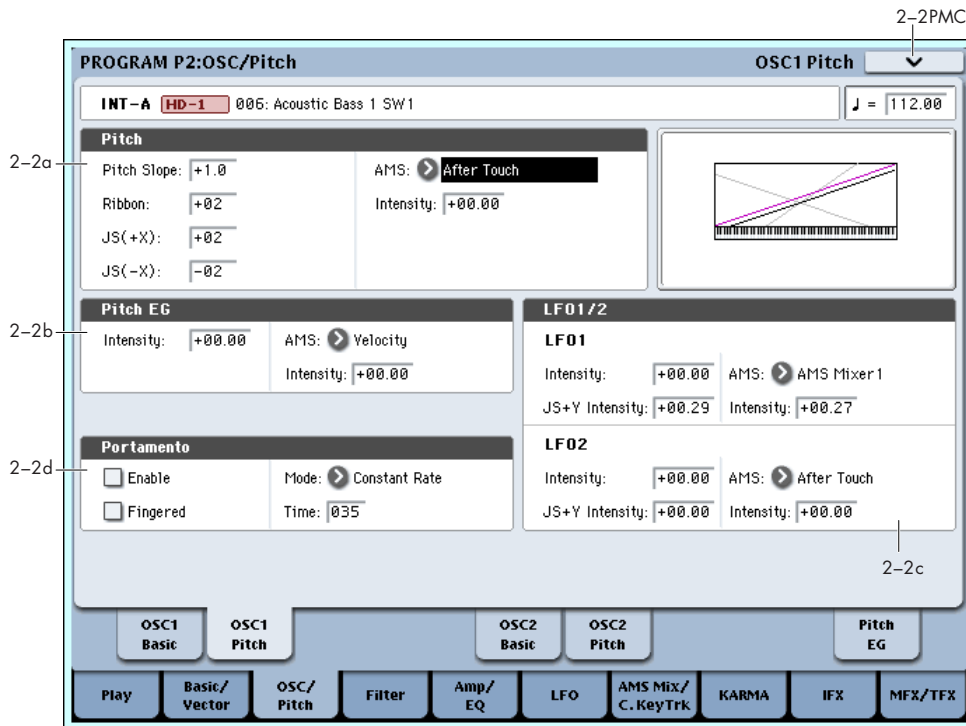 2–2PMC
PROGRAM P2:OSC/Pitch
OSC1 Pitch
INT–A HD–1 006: Acoustic Bass 1 SW1
♩ = 112.00
2–2a
Pitch
Pitch Slope: +1.0
AMS: After Touch
Ribbon: +02
Intensity: +00.00
JS(+X): +02
JS(–X): –02
2–2b
Pitch EG
Intensity: +00.00
AMS: Velocity
Intensity: +00.00
LFO1/2
LFO1
Intensity: +00.00
AMS: AMS Mixer1
JS+Y Intensity: +00.29
Intensity: +00.27
2–2d
Portamento
Enable
Mode: Constant Rate
Fingered
Time: 035
LFO2
Intensity: +00.00
AMS: After Touch
JS+Y Intensity: +00.00
Intensity: +00.00
2–2c
OSC1
Basic
OSC1
Pitch
OSC2
Basic
OSC2
Pitch
Pitch
EG
Play
Basic/
Vector
OSC/
Pitch
Filter
Amp/
EQ
LFO
AMS Mix/
C.KeyTrk
KARMA
IFX
MFX/TFX